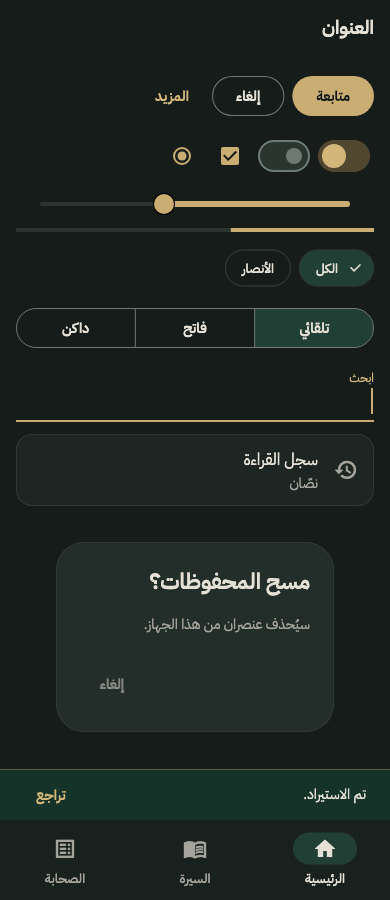 العنوان
متابعة إلغاء المزيد
الكل الأنصار
تلقائي فاتح داكن
ابحث
سجل القراءة
نصّان
مسح المحفوظات؟
سيُحذف عنصران من هذا الجهاز.
إلغاء
تم الاستيراد. تراجع
الرئيسية السيرة الصحابة